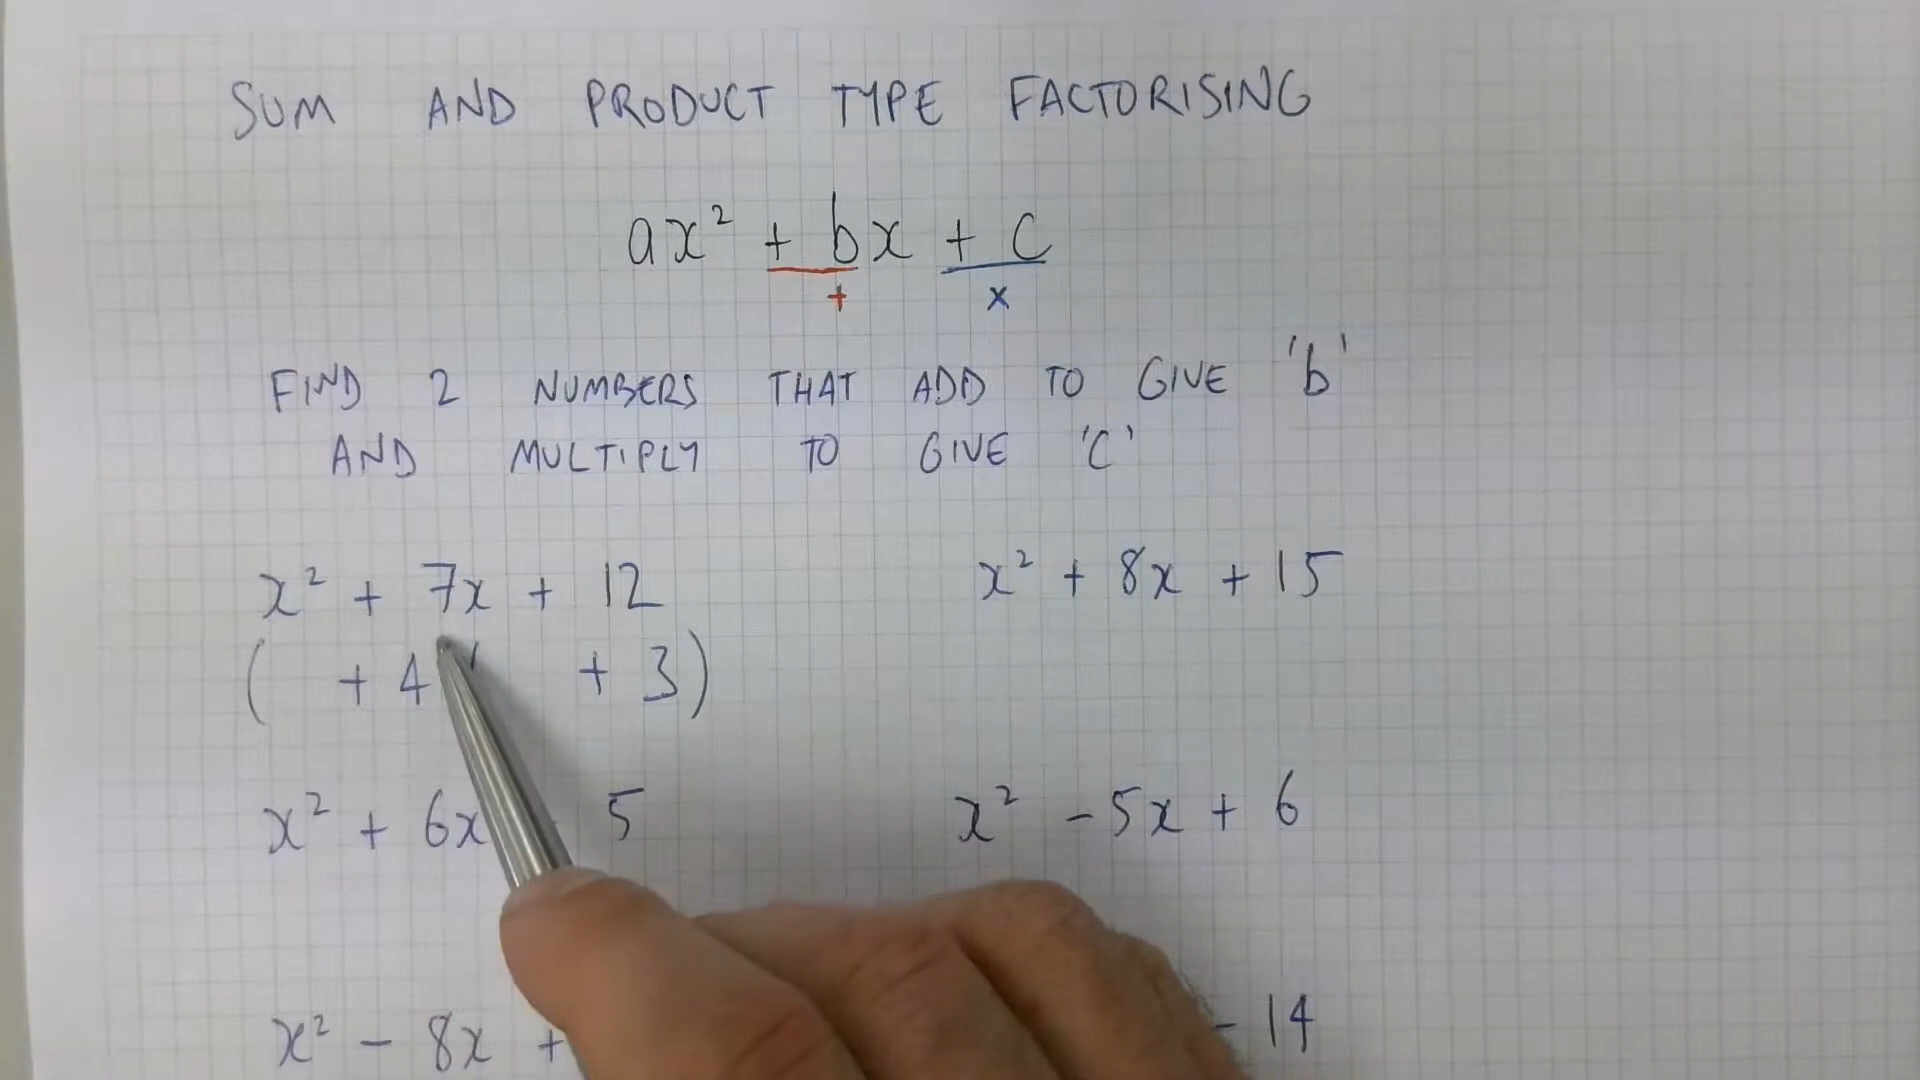 SUM AND PRODUCT TYPE FACTORISING
ax² + bx + c
+ x
FIND 2 NUMBERS THAT ADD TO GIVE 'b'
AND MULTIPLY TO GIVE 'C'
x² + 7x + 12
( + 4 + 3)
x² + 8x + 15
x² + 6x 5
x² - 5x + 6
x² - 8x +
- 14